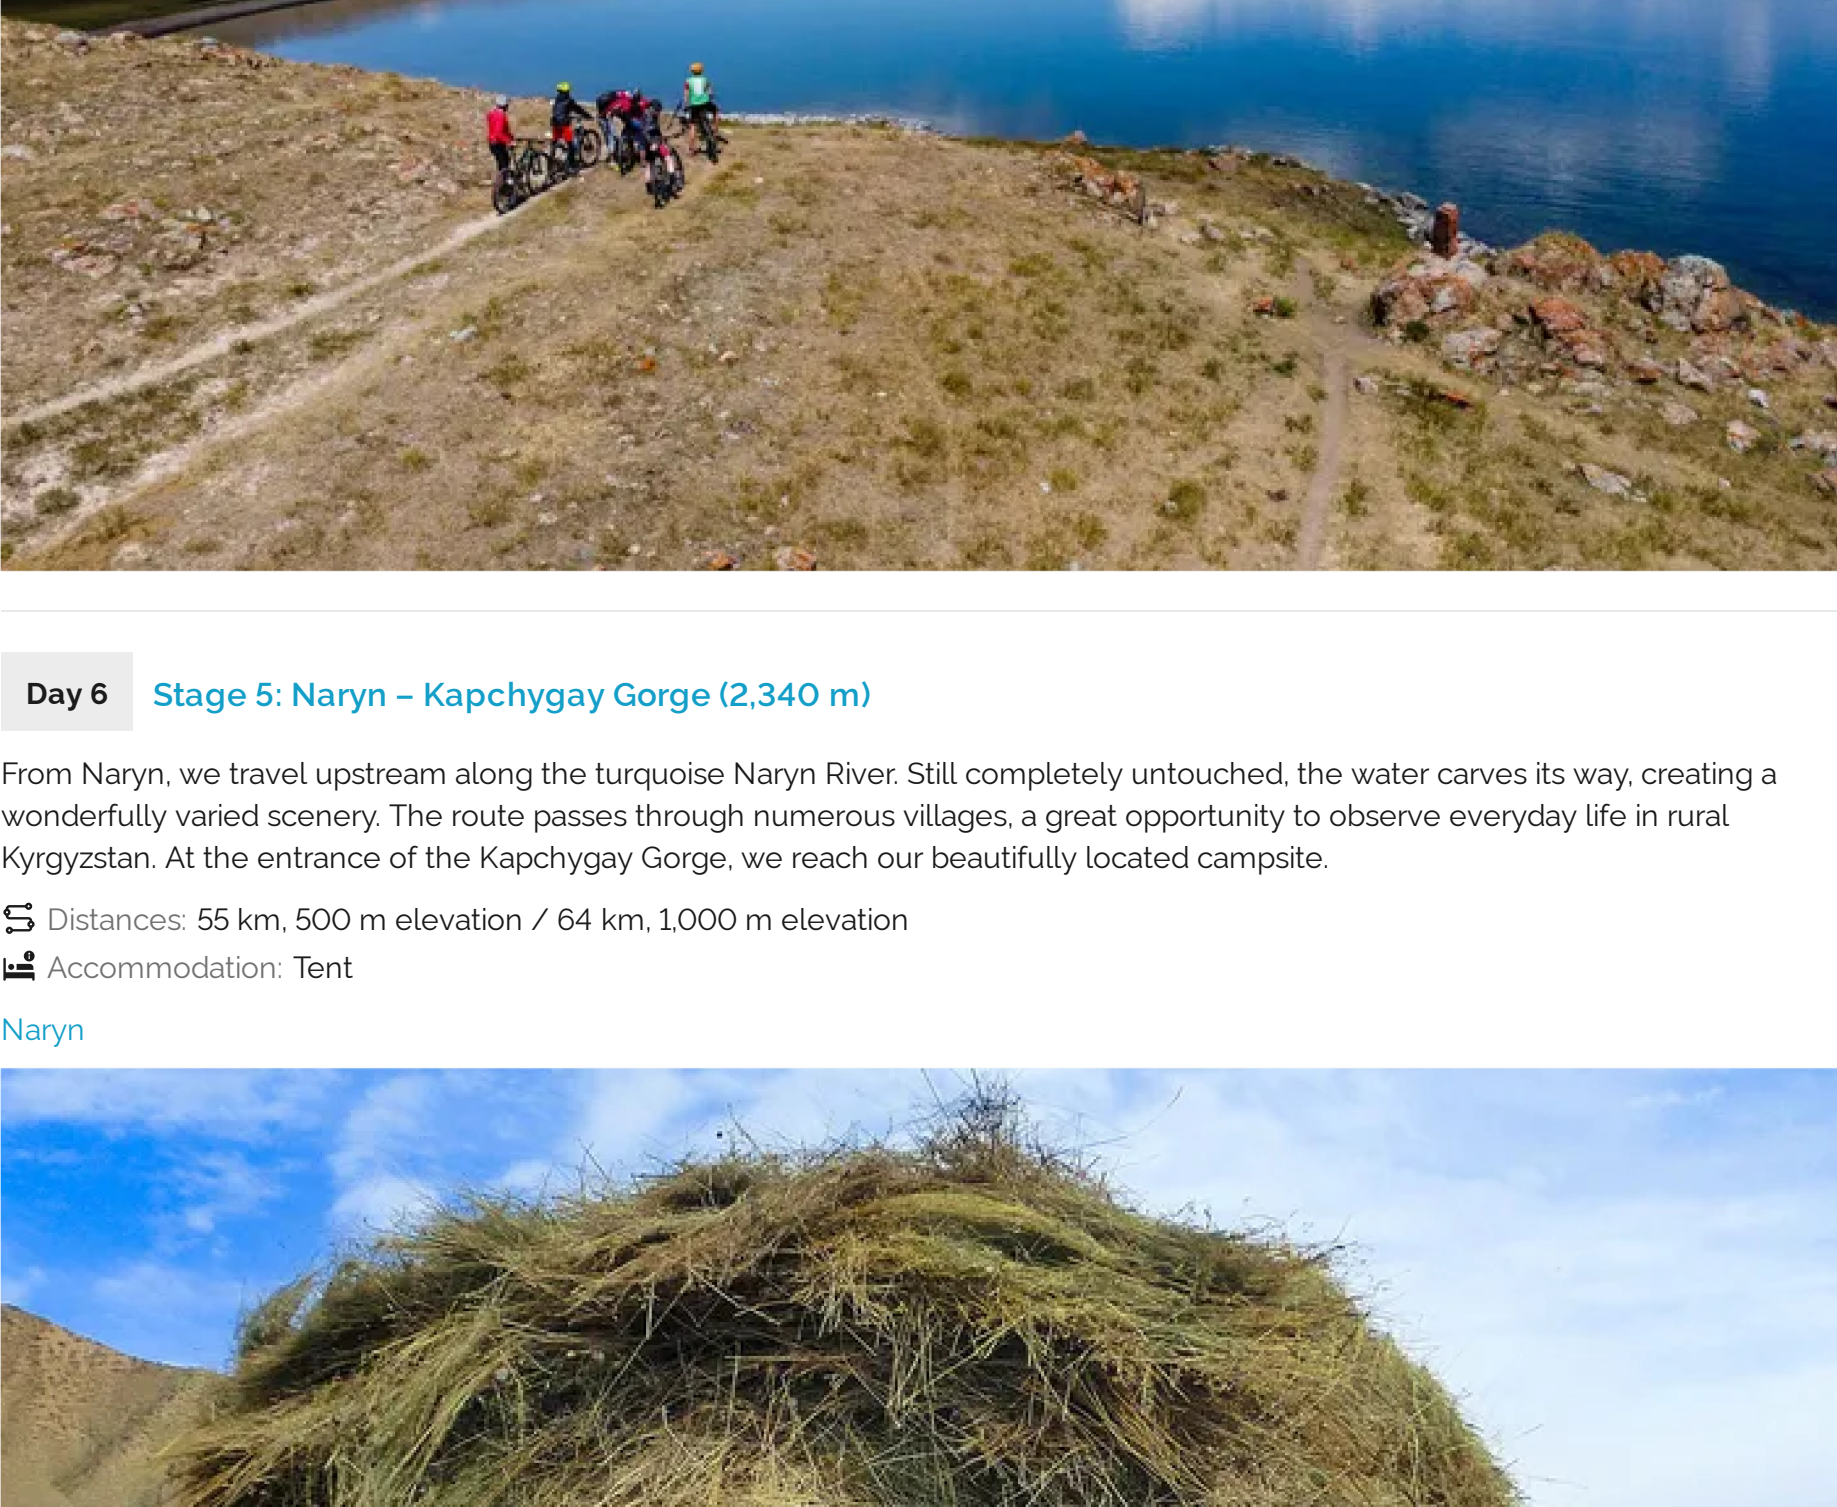 Day 6
Stage 5: Naryn – Kapchygay Gorge (2,340 m)
From Naryn, we travel upstream along the turquoise Naryn River. Still completely untouched, the water carves its way, creating a
wonderfully varied scenery. The route passes through numerous villages, a great opportunity to observe everyday life in rural
Kyrgyzstan. At the entrance of the Kapchygay Gorge, we reach our beautifully located campsite.
Distances: 55 km, 500 m elevation / 64 km, 1,000 m elevation
Accommodation: Tent
Naryn